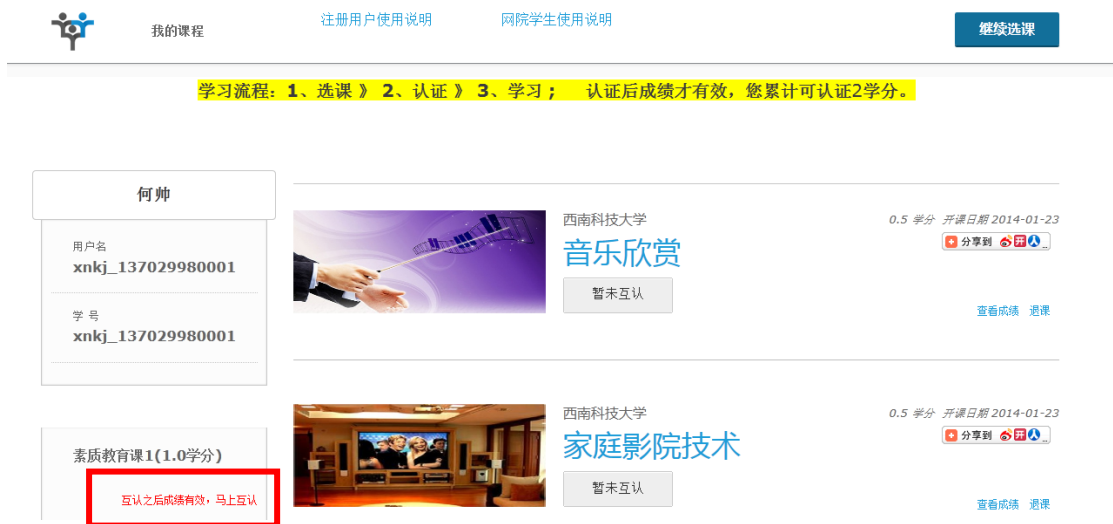 我的课程
注册用户使用说明
网院学生使用说明
继续选课
学习流程：1、选课 》 2、认证 》 3、学习； 认证后成绩才有效，您累计可认证2学分。
何帅
用户名
xnkj_137029980001
学 号
xnkj_137029980001
素质教育课1(1.0学分)
互认之后成绩有效，马上互认
西南科技大学
0.5 学分 开课日期 2014-01-23
音乐欣赏
分享到
暂未互认
查看成绩 退课
西南科技大学
0.5 学分 开课日期 2014-01-23
家庭影院技术
分享到
暂未互认
查看成绩 退课